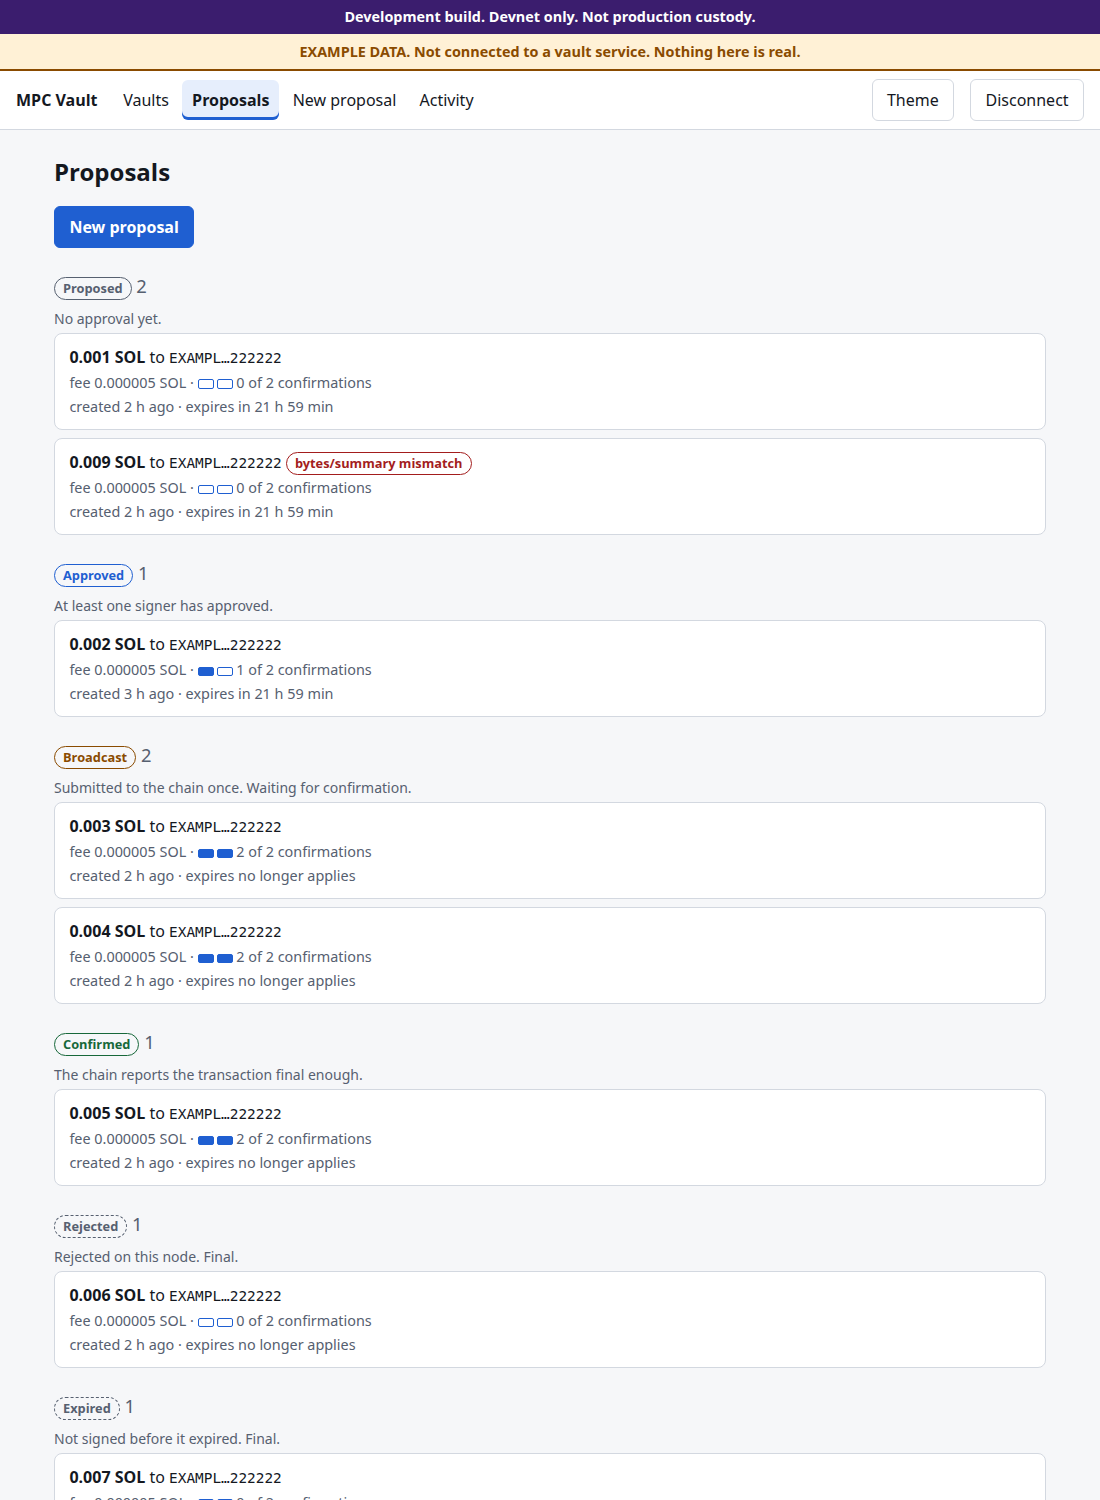 Development build. Devnet only. Not production custody.
EXAMPLE DATA. Not connected to a vault service. Nothing here is real.
MPC Vault Vaults Proposals New proposal Activity Theme Disconnect
Proposals
New proposal
Proposed 2
No approval yet.
0.001 SOL to EXAMPL…222222
fee 0.000005 SOL · 0 of 2 confirmations
created 2 h ago · expires in 21 h 59 min
0.009 SOL to EXAMPL…222222 bytes/summary mismatch
fee 0.000005 SOL · 0 of 2 confirmations
created 2 h ago · expires in 21 h 59 min
Approved 1
At least one signer has approved.
0.002 SOL to EXAMPL…222222
fee 0.000005 SOL · 1 of 2 confirmations
created 3 h ago · expires in 21 h 59 min
Broadcast 2
Submitted to the chain once. Waiting for confirmation.
0.003 SOL to EXAMPL…222222
fee 0.000005 SOL · 2 of 2 confirmations
created 2 h ago · expires no longer applies
0.004 SOL to EXAMPL…222222
fee 0.000005 SOL · 2 of 2 confirmations
created 2 h ago · expires no longer applies
Confirmed 1
The chain reports the transaction final enough.
0.005 SOL to EXAMPL…222222
fee 0.000005 SOL · 2 of 2 confirmations
created 2 h ago · expires no longer applies
Rejected 1
Rejected on this node. Final.
0.006 SOL to EXAMPL…222222
fee 0.000005 SOL · 0 of 2 confirmations
created 2 h ago · expires no longer applies
Expired 1
Not signed before it expired. Final.
0.007 SOL to EXAMPL…222222